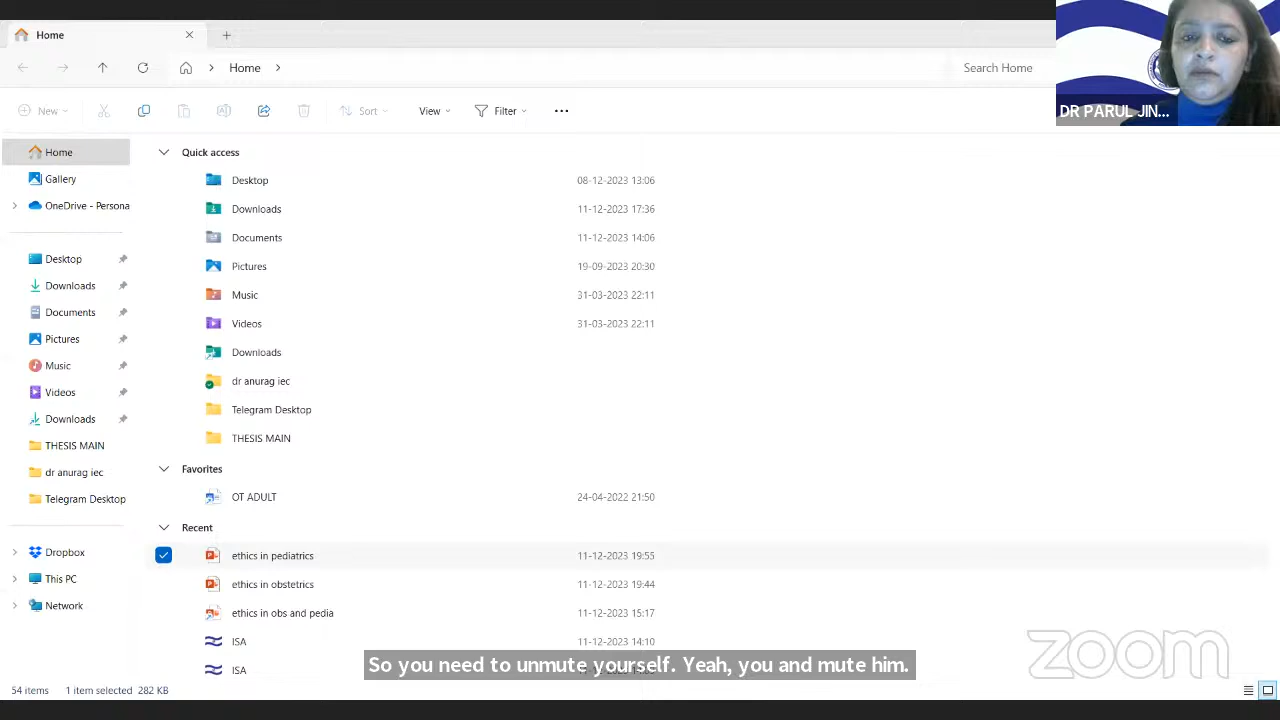 Home
Home
Search Home
DR PARUL JIN...
New
Sort
View
Filter
Home
Gallery
OneDrive - Persona
Desktop
Downloads
Documents
Pictures
Music
Videos
Downloads
THESIS MAIN
dr anurag iec
Telegram Desktop
Dropbox
This PC
Network
Quick access
Desktop 08-12-2023 13:06
Downloads 11-12-2023 17:36
Documents 11-12-2023 14:06
Pictures 19-09-2023 20:30
Music 31-03-2023 22:11
Videos 31-03-2023 22:11
Downloads
dr anurag iec
Telegram Desktop
THESIS MAIN
Favorites
OT ADULT 24-04-2022 21:50
Recent
ethics in pediatrics 11-12-2023 19:55
ethics in obstetrics 11-12-2023 19:44
ethics in obs and pedia 11-12-2023 15:17
ISA 11-12-2023 14:10
ISA
So you need to unmute yourself. Yeah, you and mute him.
zoom
54 items 1 item selected 282 KB